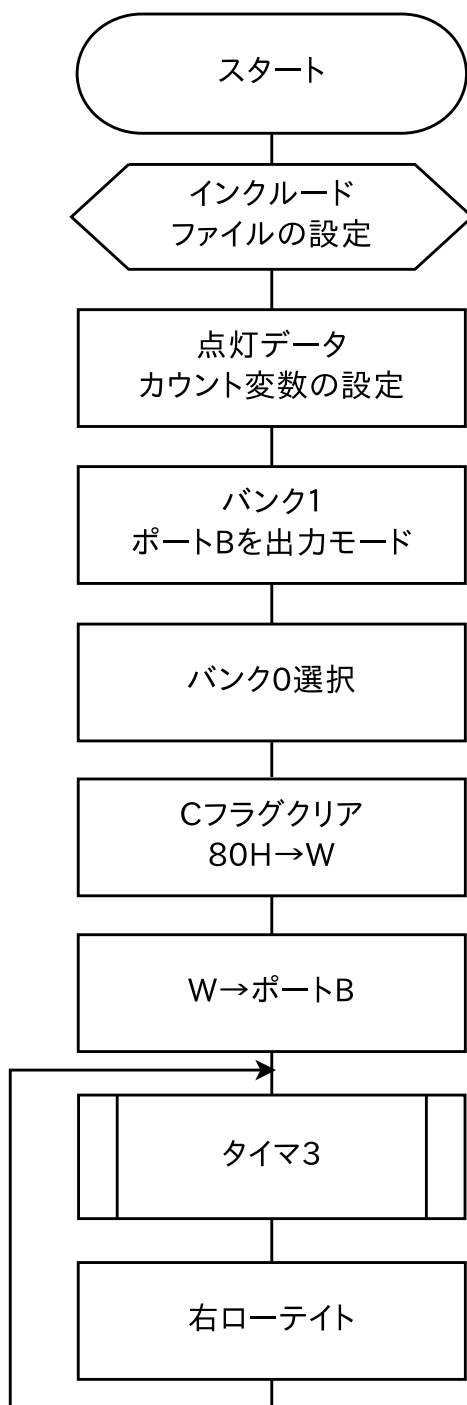 スタート
インクルード
ファイルの設定
点灯データ
カウント変数の設定
バンク1
ポートBを出力モード
バンク0選択
Cフラグクリア
80H→W
W→ポートB
タイマ3
右ローテイト